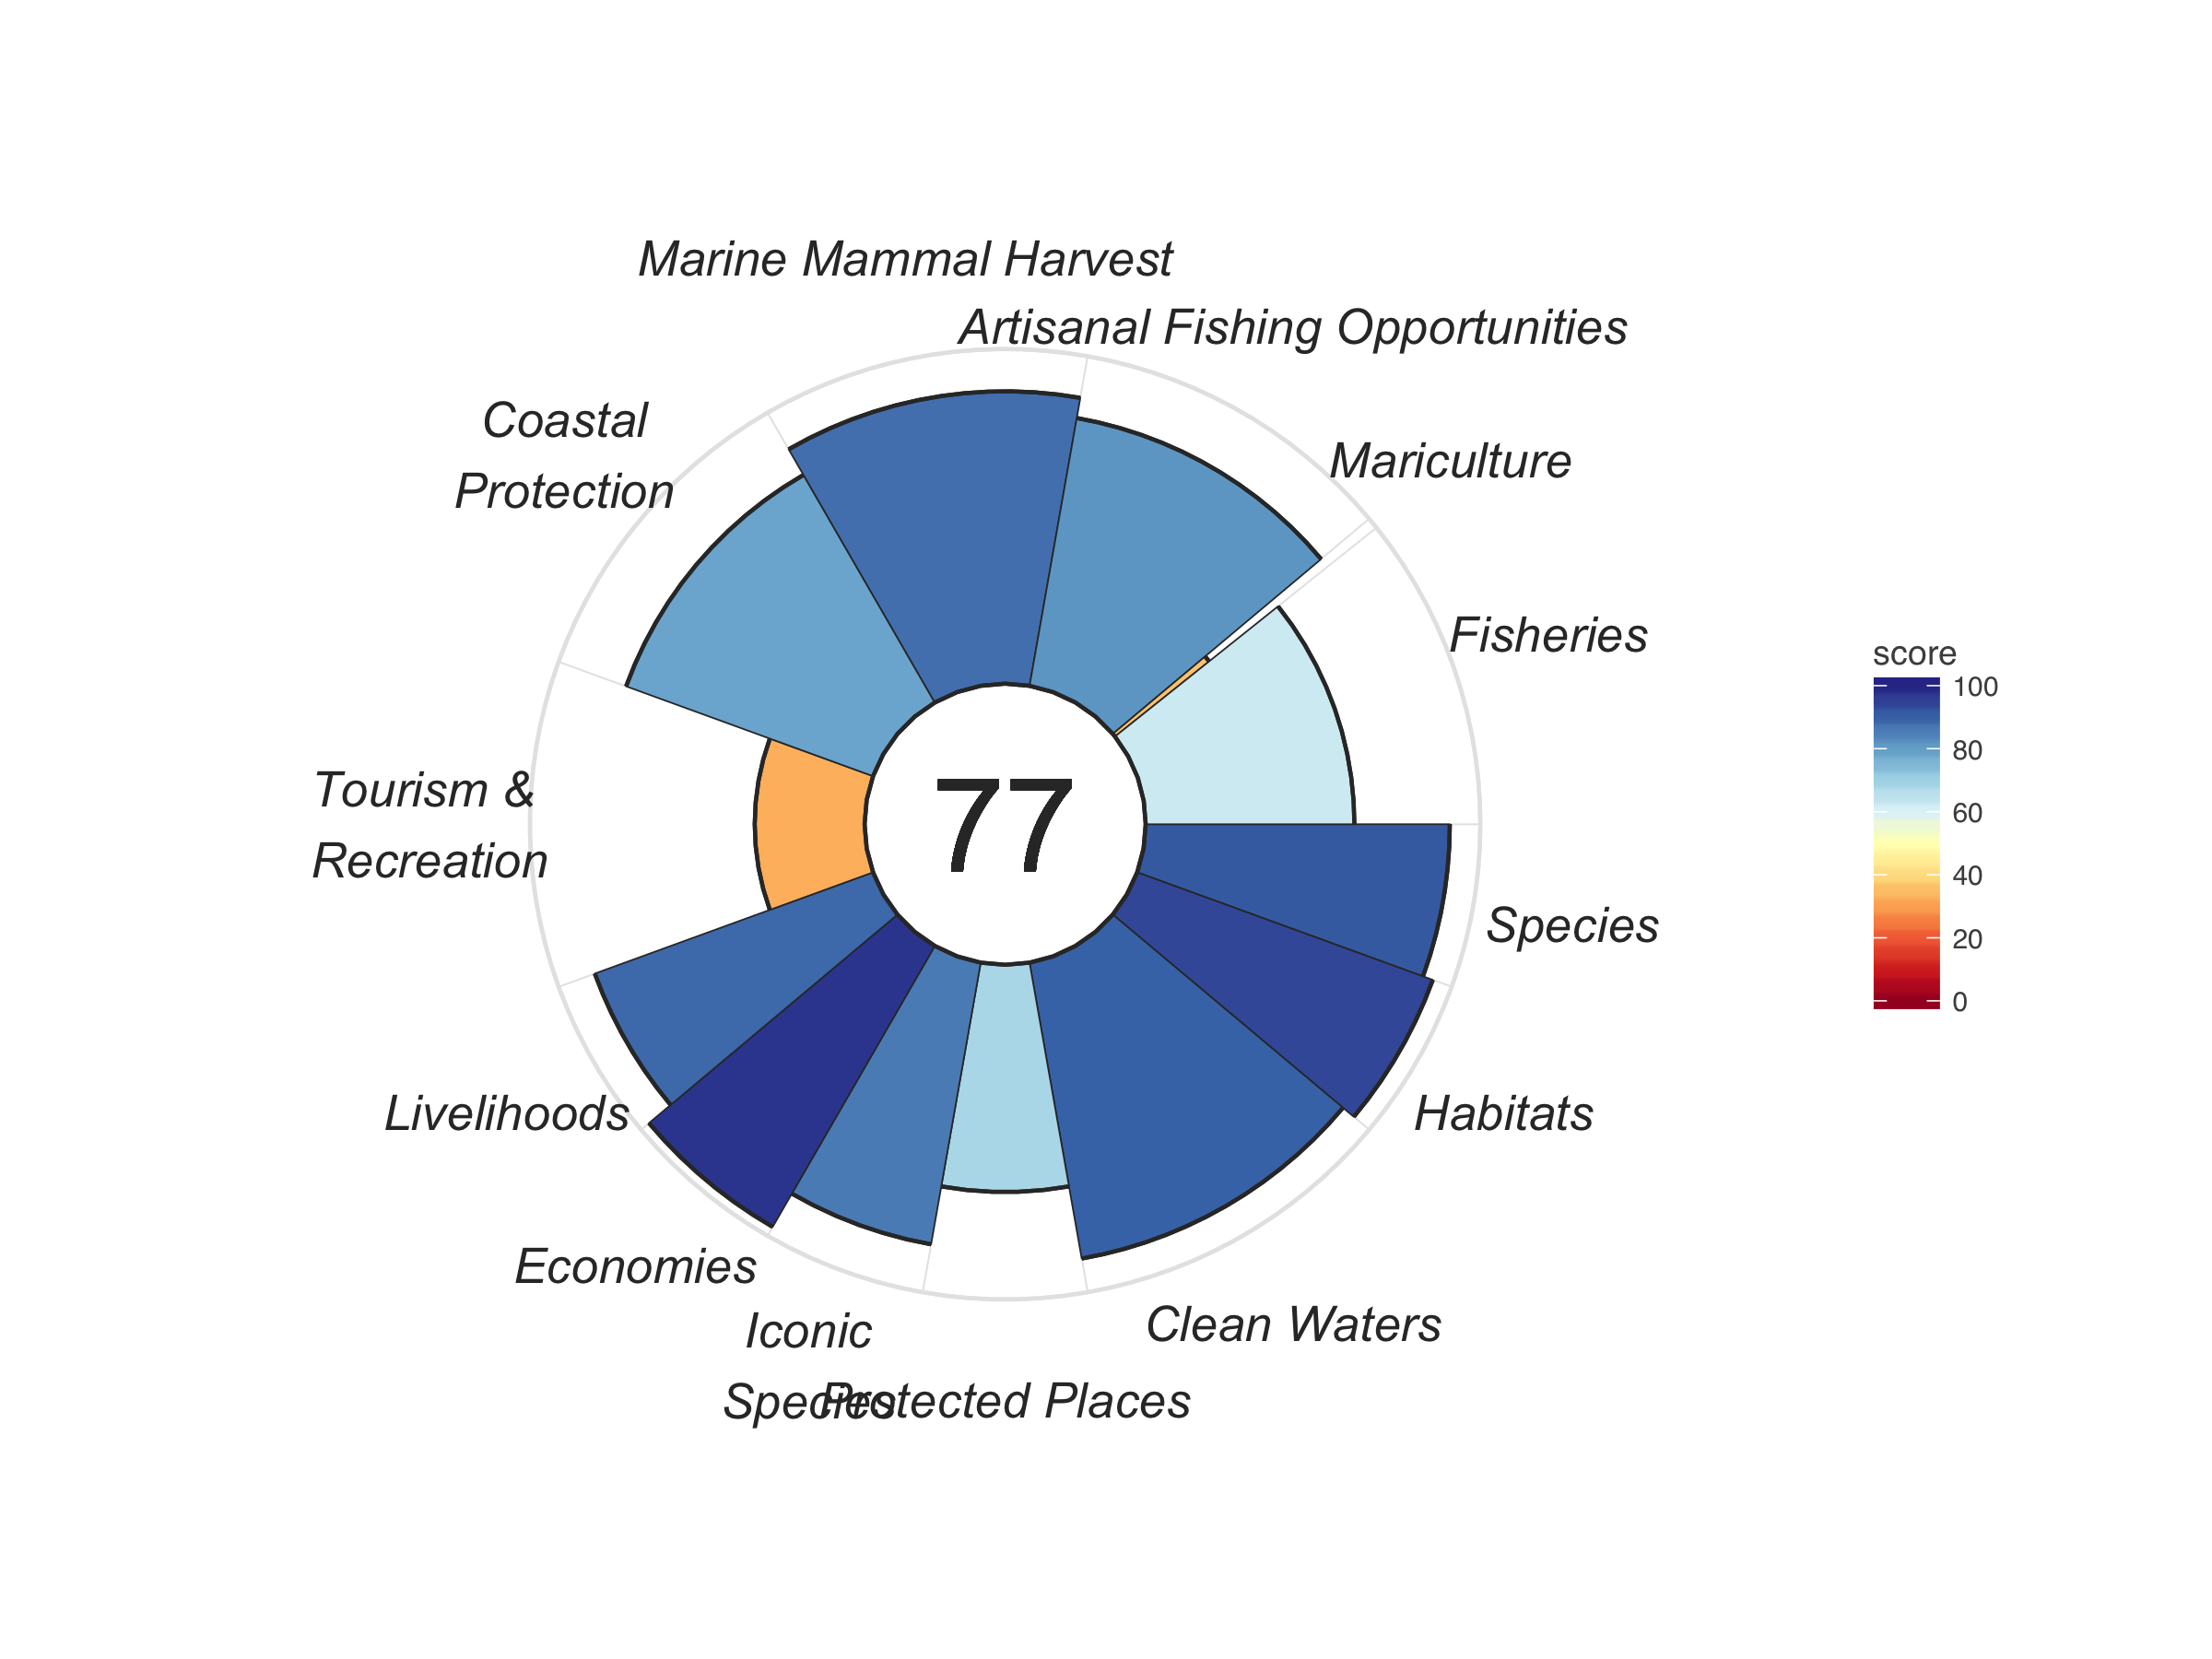 Marine Mammal Harvest
Artisanal Fishing Opportunities
Coastal
Protection
Mariculture
Fisheries
Tourism &
Recreation
77
Species
Livelihoods
Habitats
Economies
Iconic
Species
Protected Places
Clean Waters
score
100
80
60
40
20
0